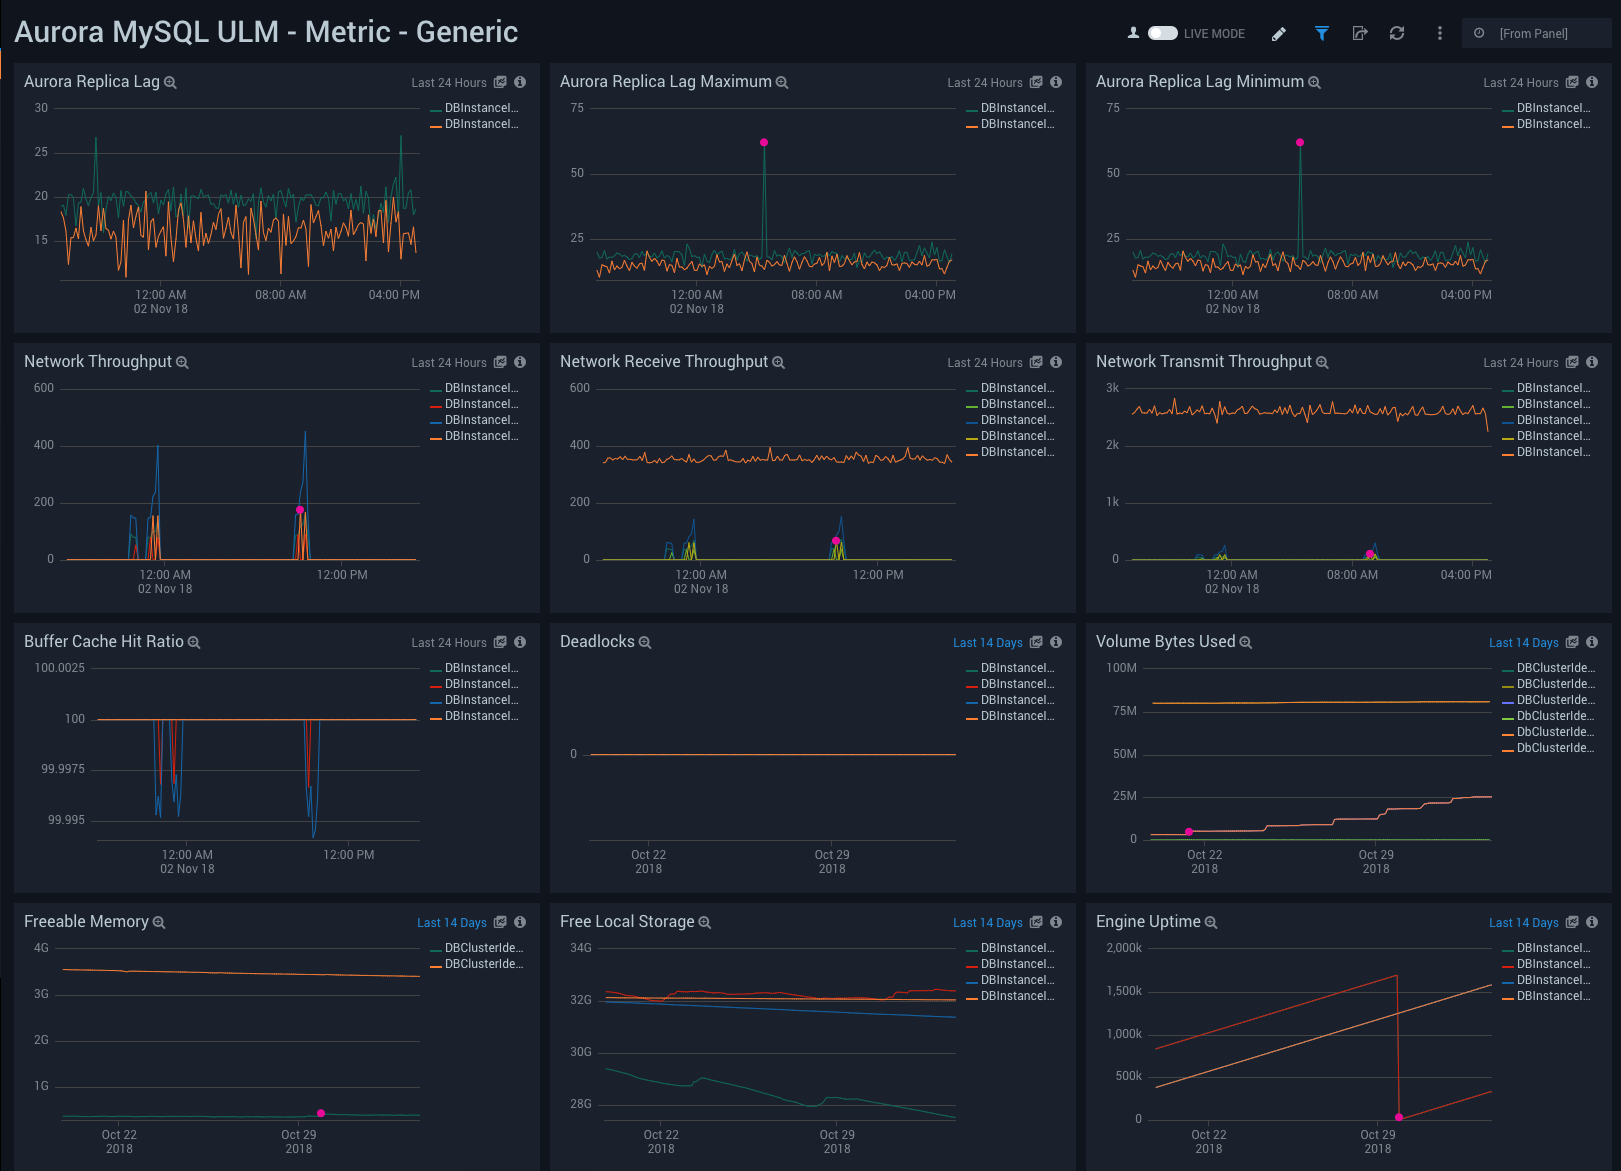 Aurora MySQL ULM - Metric - Generic
LIVE MODE
[From Panel]
Aurora Replica Lag
Last 24 Hours
30
25
20
15
12:00 AM
02 Nov 18
08:00 AM
04:00 PM
DBInstanceI...
DBInstanceI...
Aurora Replica Lag Maximum
Last 24 Hours
75
50
25
12:00 AM
02 Nov 18
08:00 AM
04:00 PM
DBInstanceI...
DBInstanceI...
Aurora Replica Lag Minimum
Last 24 Hours
75
50
25
12:00 AM
02 Nov 18
08:00 AM
04:00 PM
DBInstanceI...
DBInstanceI...
Network Throughput
Last 24 Hours
600
400
200
0
12:00 AM
02 Nov 18
12:00 PM
DBInstanceI...
DBInstanceI...
DBInstanceI...
DBInstanceI...
Network Receive Throughput
Last 24 Hours
600
400
200
0
12:00 AM
02 Nov 18
12:00 PM
DBInstanceI...
DBInstanceI...
DBInstanceI...
DBInstanceI...
DBInstanceI...
Network Transmit Throughput
Last 24 Hours
3k
2k
1k
0
12:00 AM
02 Nov 18
08:00 AM
04:00 PM
DBInstanceI...
DBInstanceI...
DBInstanceI...
DBInstanceI...
DBInstanceI...
Buffer Cache Hit Ratio
Last 24 Hours
100.0025
100
99.9975
99.995
12:00 AM
02 Nov 18
12:00 PM
DBInstanceI...
DBInstanceI...
DBInstanceI...
DBInstanceI...
Deadlocks
Last 14 Days
0
Oct 22
2018
Oct 29
2018
DBInstanceI...
DBInstanceI...
DBInstanceI...
DBInstanceI...
Volume Bytes Used
Last 14 Days
100M
75M
50M
25M
0
Oct 22
2018
Oct 29
2018
DBClusterIde...
DBClusterIde...
DBClusterIde...
DbClusterIde...
DbClusterIde...
DbClusterIde...
Freeable Memory
Last 14 Days
4G
3G
2G
1G
Oct 22
2018
Oct 29
2018
DBClusterIde...
DBClusterIde...
Free Local Storage
Last 14 Days
34G
32G
30G
28G
Oct 22
2018
Oct 29
2018
DBInstanceI...
DBInstanceI...
DBInstanceI...
DBInstanceI...
Engine Uptime
Last 14 Days
2,000k
1,500k
1,000k
500k
0
Oct 22
2018
Oct 29
2018
DBInstanceI...
DBInstanceI...
DBInstanceI...
DBInstanceI...